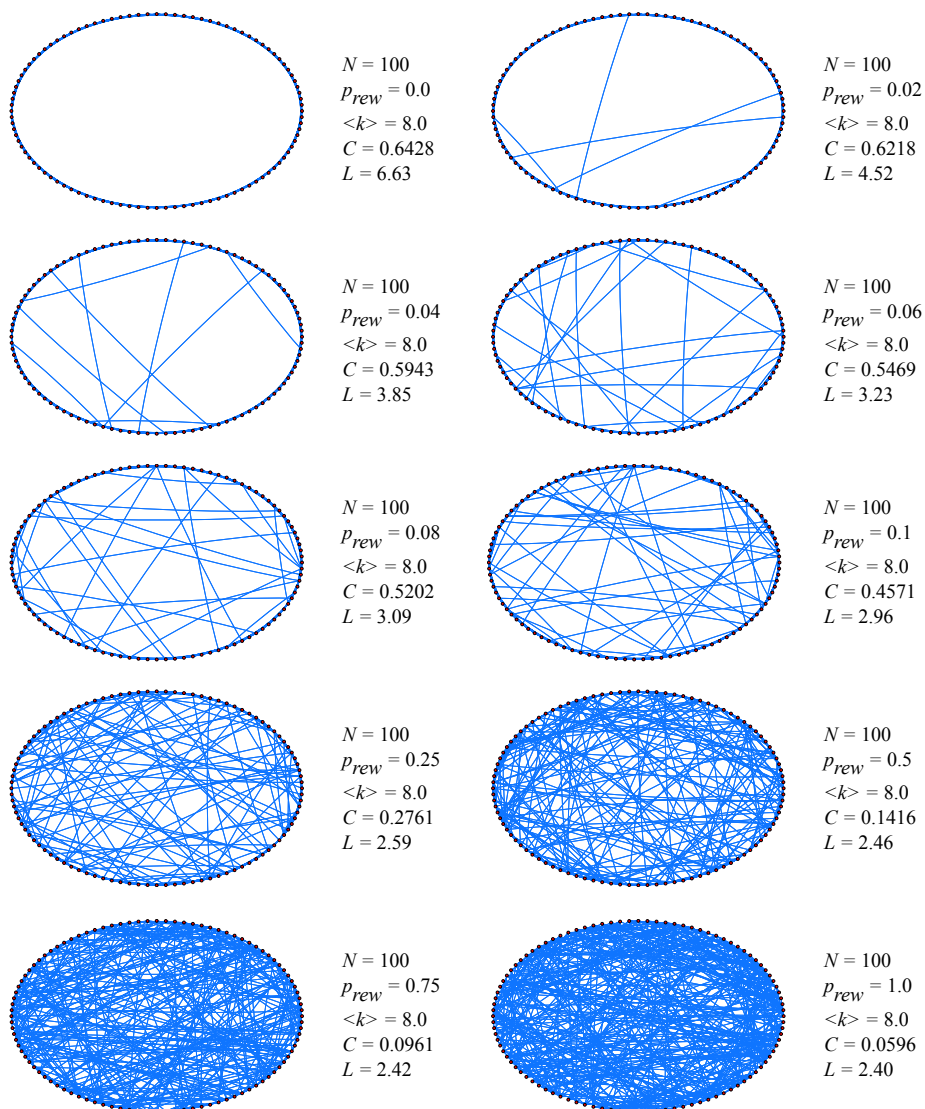 N = 100
p_rew = 0.0
<k> = 8.0
C = 0.6428
L = 6.63
N = 100
p_rew = 0.02
<k> = 8.0
C = 0.6218
L = 4.52
N = 100
p_rew = 0.04
<k> = 8.0
C = 0.5943
L = 3.85
N = 100
p_rew = 0.06
<k> = 8.0
C = 0.5469
L = 3.23
N = 100
p_rew = 0.08
<k> = 8.0
C = 0.5202
L = 3.09
N = 100
p_rew = 0.1
<k> = 8.0
C = 0.4571
L = 2.96
N = 100
p_rew = 0.25
<k> = 8.0
C = 0.2761
L = 2.59
N = 100
p_rew = 0.5
<k> = 8.0
C = 0.1416
L = 2.46
N = 100
p_rew = 0.75
<k> = 8.0
C = 0.0961
L = 2.42
N = 100
p_rew = 1.0
<k> = 8.0
C = 0.0596
L = 2.40